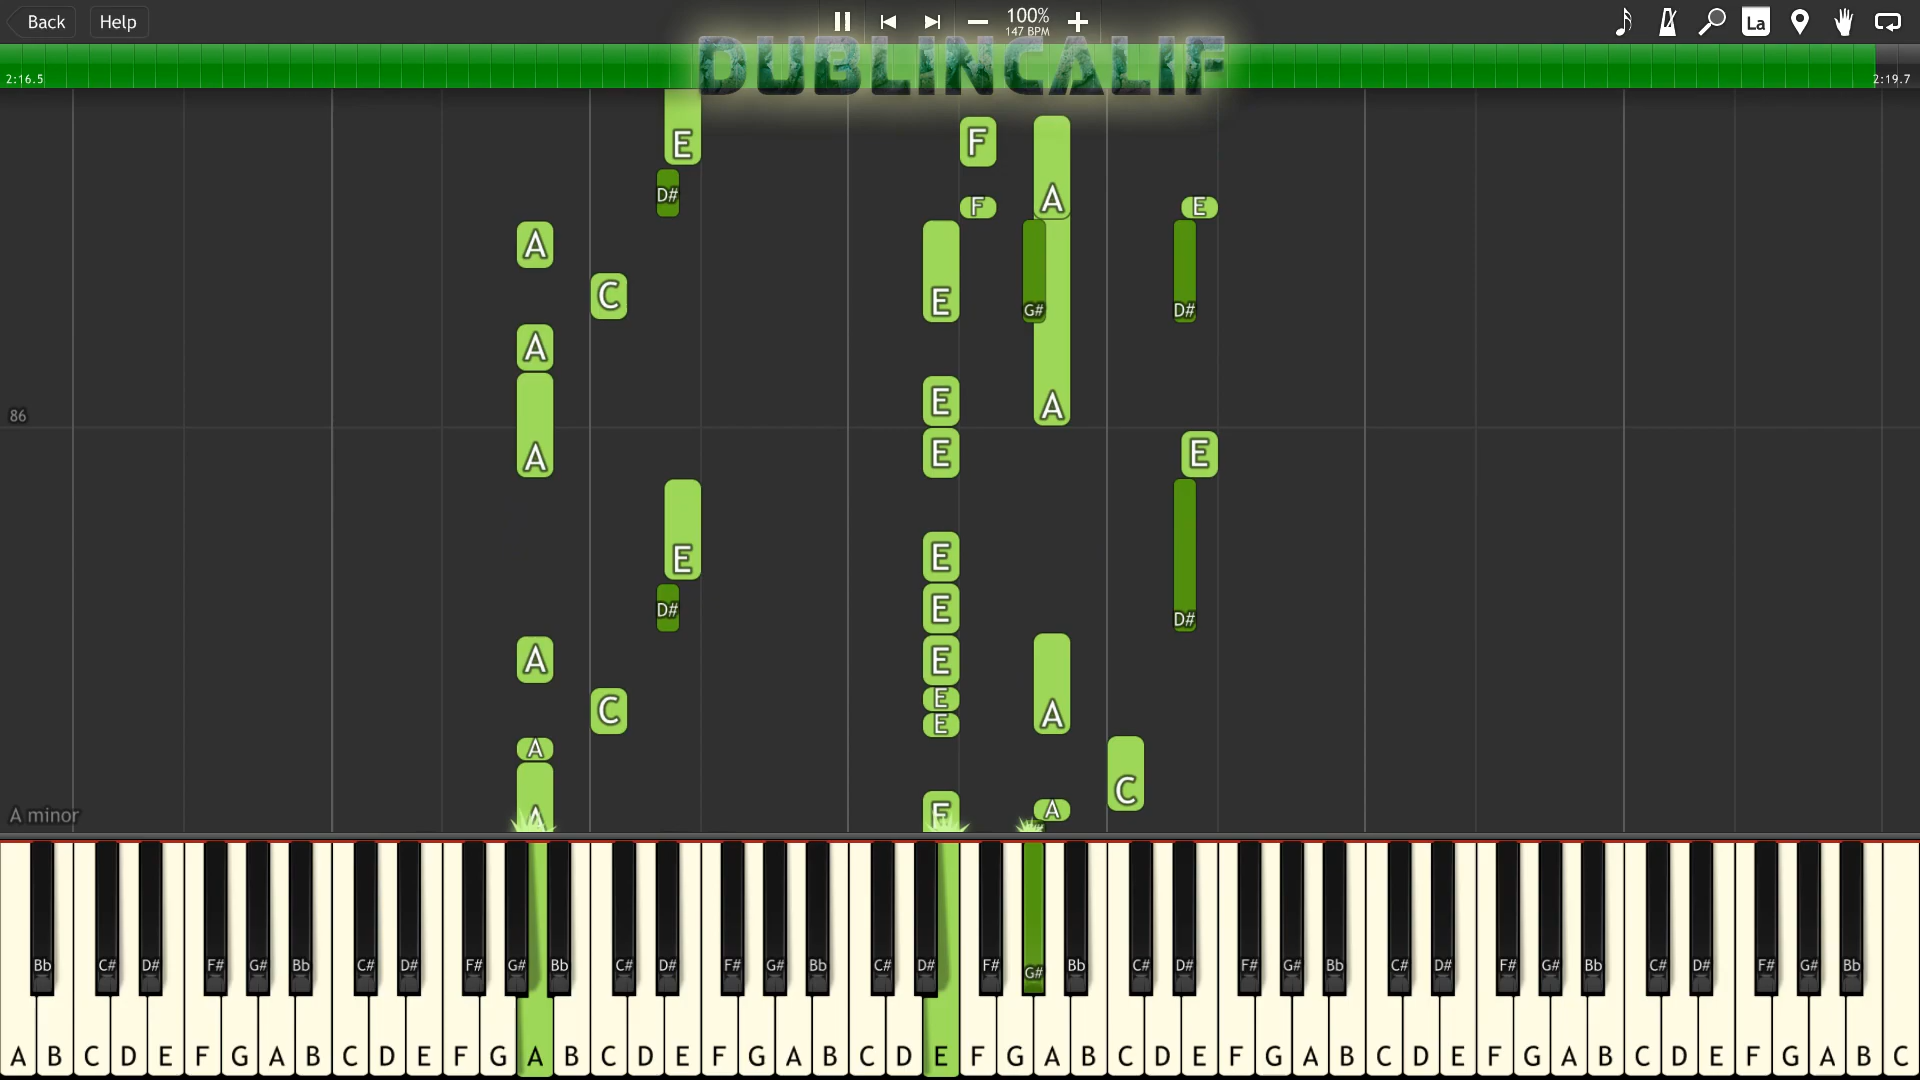 Back Help 100% La
147 BPM
DUBLINCALIF
2:16.5 2:19.7
E F A
D# F E
A E G# D#
C
A E A
86
A E E
E E
D# E D#
A E A
C E
A E C
A E A
A minor
Bb C# D# F# G# Bb C# D# F# G# Bb C# D# F# G# Bb C# D# F# G# Bb C# D# F# G# Bb C# D# F# G# Bb C# D# F# G# Bb
A B C D E F G A B C D E F G A B C D E F G A B C D E F G A B C D E F G A B C D E F G A B C D E F G A B C